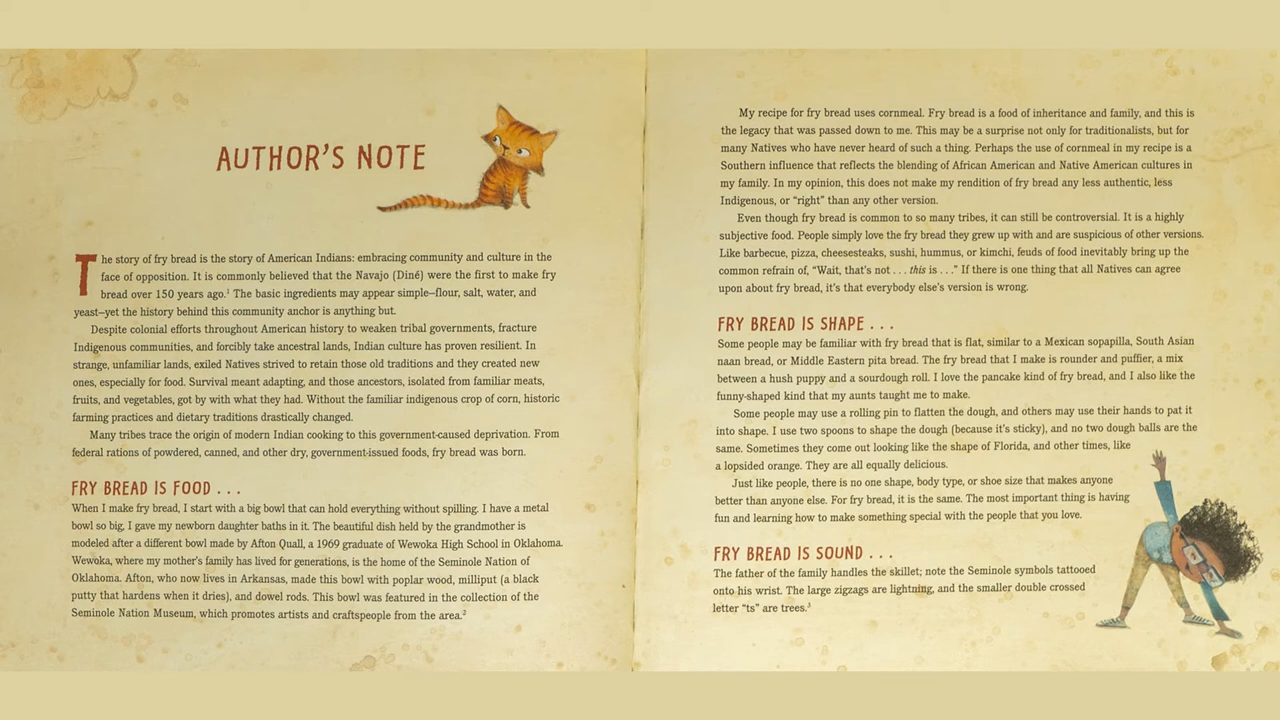 AUTHOR'S NOTE
The story of fry bread is the story of American Indians: embracing community and culture in the
face of opposition. It is commonly believed that the Navajo (Diné) were the first to make fry
bread over 150 years ago.¹ The basic ingredients may appear simple—flour, salt, water, and
yeast—yet the history behind this community anchor is anything but.
Despite colonial efforts throughout American history to weaken tribal governments, fracture
Indigenous communities, and forcibly take ancestral lands, Indian culture has proven resilient. In
strange, unfamiliar lands, exiled Natives strived to retain those old traditions and they created new
ones, especially for food. Survival meant adapting, and those ancestors, isolated from familiar meats,
fruits, and vegetables, got by with what they had. Without the familiar indigenous crop of corn, historic
farming practices and dietary traditions drastically changed.
Many tribes trace the origin of modern Indian cooking to this government-caused deprivation. From
federal rations of powdered, canned, and other dry, government-issued foods, fry bread was born.
FRY BREAD IS FOOD . . .
When I make fry bread, I start with a big bowl that can hold everything without spilling. I have a metal
bowl so big, I gave my newborn daughter baths in it. The beautiful dish held by the grandmother is
modeled after a different bowl made by Afton Quall, a 1969 graduate of Wewoka High School in Oklahoma.
Wewoka, where my mother's family has lived for generations, is the home of the Seminole Nation of
Oklahoma. Afton, who now lives in Arkansas, made this bowl with poplar wood, milliput (a black
putty that hardens when it dries), and dowel rods. This bowl was featured in the collection of the
Seminole Nation Museum, which promotes artists and craftspeople from the area.²
My recipe for fry bread uses cornmeal. Fry bread is a food of inheritance and family, and this is
the legacy that was passed down to me. This may be a surprise not only for traditionalists, but for
many Natives who have never heard of such a thing. Perhaps the use of cornmeal in my recipe is a
Southern influence that reflects the blending of African American and Native American cultures in
my family. In my opinion, this does not make my rendition of fry bread any less authentic, less
Indigenous, or "right" than any other version.
Even though fry bread is common to so many tribes, it can still be controversial. It is a highly
subjective food. People simply love the fry bread they grew up with and are suspicious of other versions.
Like barbecue, pizza, cheesesteaks, sushi, hummus, or kimchi, feuds of food inevitably bring up the
common refrain of, "Wait, that's not . . . this is . . ." If there is one thing that all Natives can agree
upon about fry bread, it's that everybody else's version is wrong.
FRY BREAD IS SHAPE . . .
Some people may be familiar with fry bread that is flat, similar to a Mexican sopapilla, South Asian
naan bread, or Middle Eastern pita bread. The fry bread that I make is rounder and puffier, a mix
between a hush puppy and a sourdough roll. I love the pancake kind of fry bread, and I also like the
funny-shaped kind that my aunts taught me to make.
Some people may use a rolling pin to flatten the dough, and others may use their hands to pat it
into shape. I use two spoons to shape the dough (because it's sticky), and no two dough balls are the
same. Sometimes they come out looking like the shape of Florida, and other times, like
a lopsided orange. They are all equally delicious.
Just like people, there is no one shape, body type, or shoe size that makes anyone
better than anyone else. For fry bread, it is the same. The most important thing is having
fun and learning how to make something special with the people that you love.
FRY BREAD IS SOUND . . .
The father of the family handles the skillet; note the Seminole symbols tattooed
onto his wrist. The large zigzags are lightning, and the smaller double crossed
letter "ts" are trees.³